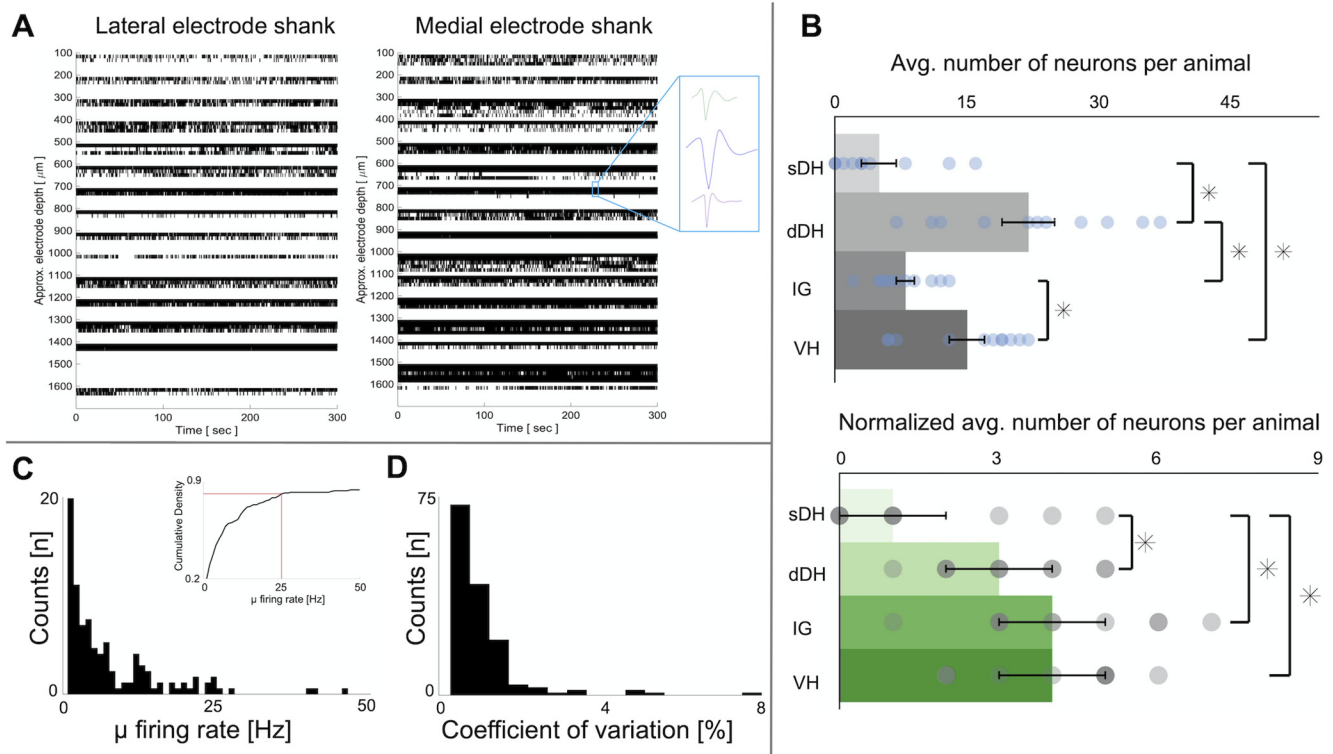 A
Lateral electrode shank
Medial electrode shank
Approx. electrode depth [ μm ]
100
200
300
400
500
600
700
800
900
1000
1100
1200
1300
1400
1500
1600
0
100
200
300
Time [ sec ]
Approx. electrode depth [ μm ]
100
200
300
400
500
600
700
800
900
1000
1100
1200
1300
1400
1500
1600
0
100
200
300
Time [ sec ]
B
Avg. number of neurons per animal
0
15
30
45
sDH
dDH
IG
VH
Normalized avg. number of neurons per animal
0
3
6
9
sDH
dDH
IG
VH
C
Counts [n]
20
0
0
25
50
μ firing rate [Hz]
Cumulative Density
0.9
0.2
0
25
50
μ firing rate [Hz]
D
Counts [n]
75
0
0
4
8
Coefficient of variation [%]